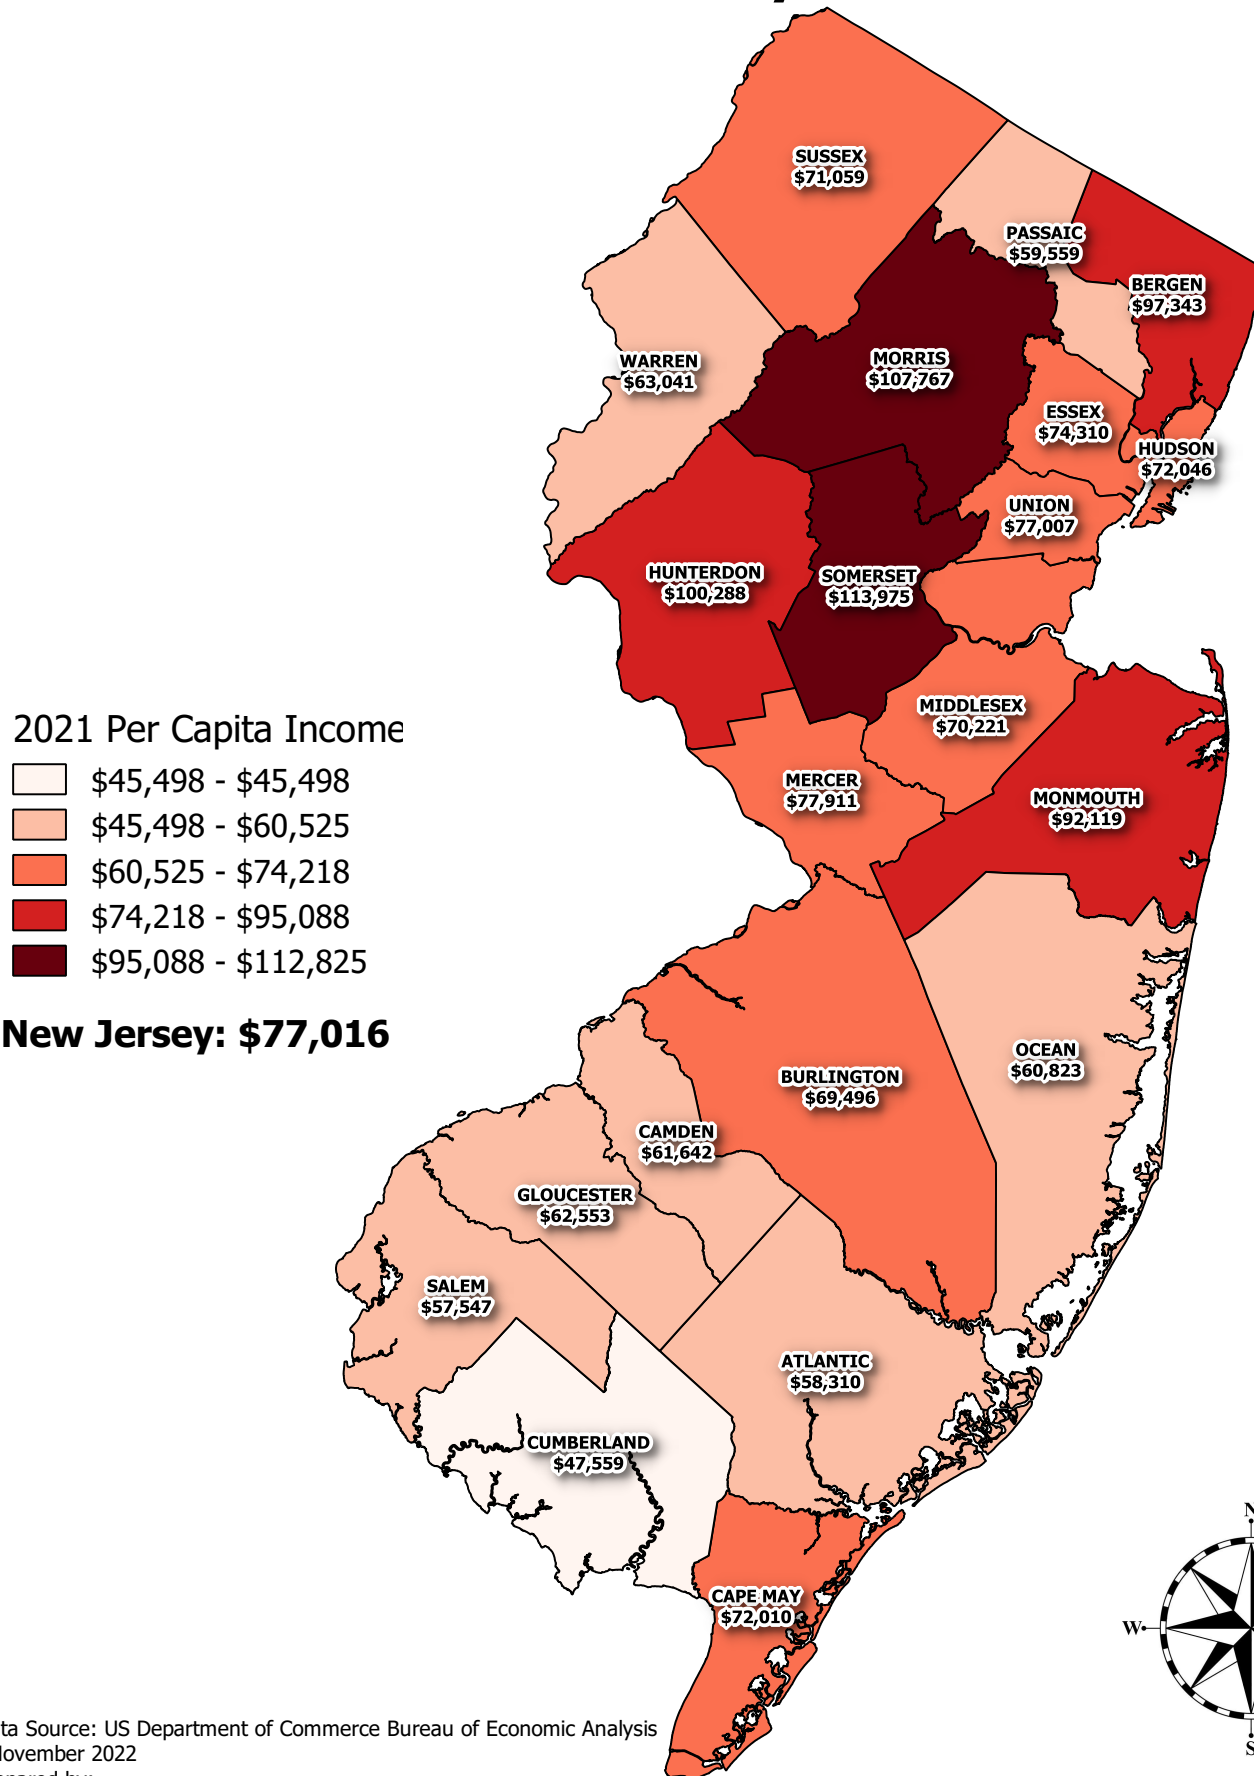 SUSSEX
$71,059
PASSAIC
$59,559
BERGEN
$97,343
WARREN
$63,041
MORRIS
$107,767
ESSEX
$74,310
HUDSON
$72,046
UNION
$77,007
HUNTERDON
$100,288
SOMERSET
$113,975
MIDDLESEX
$70,221
MERCER
$77,911
MONMOUTH
$92,119
2021 Per Capita Income
$45,498 - $45,498
$45,498 - $60,525
$60,525 - $74,218
$74,218 - $95,088
$95,088 - $112,825
New Jersey: $77,016
OCEAN
$60,823
BURLINGTON
$69,496
CAMDEN
$61,642
GLOUCESTER
$62,553
SALEM
$57,547
ATLANTIC
$58,310
CUMBERLAND
$47,559
CAPE MAY
$72,010
N
W
S
ta Source: US Department of Commerce Bureau of Economic Analysis
ovember 2022